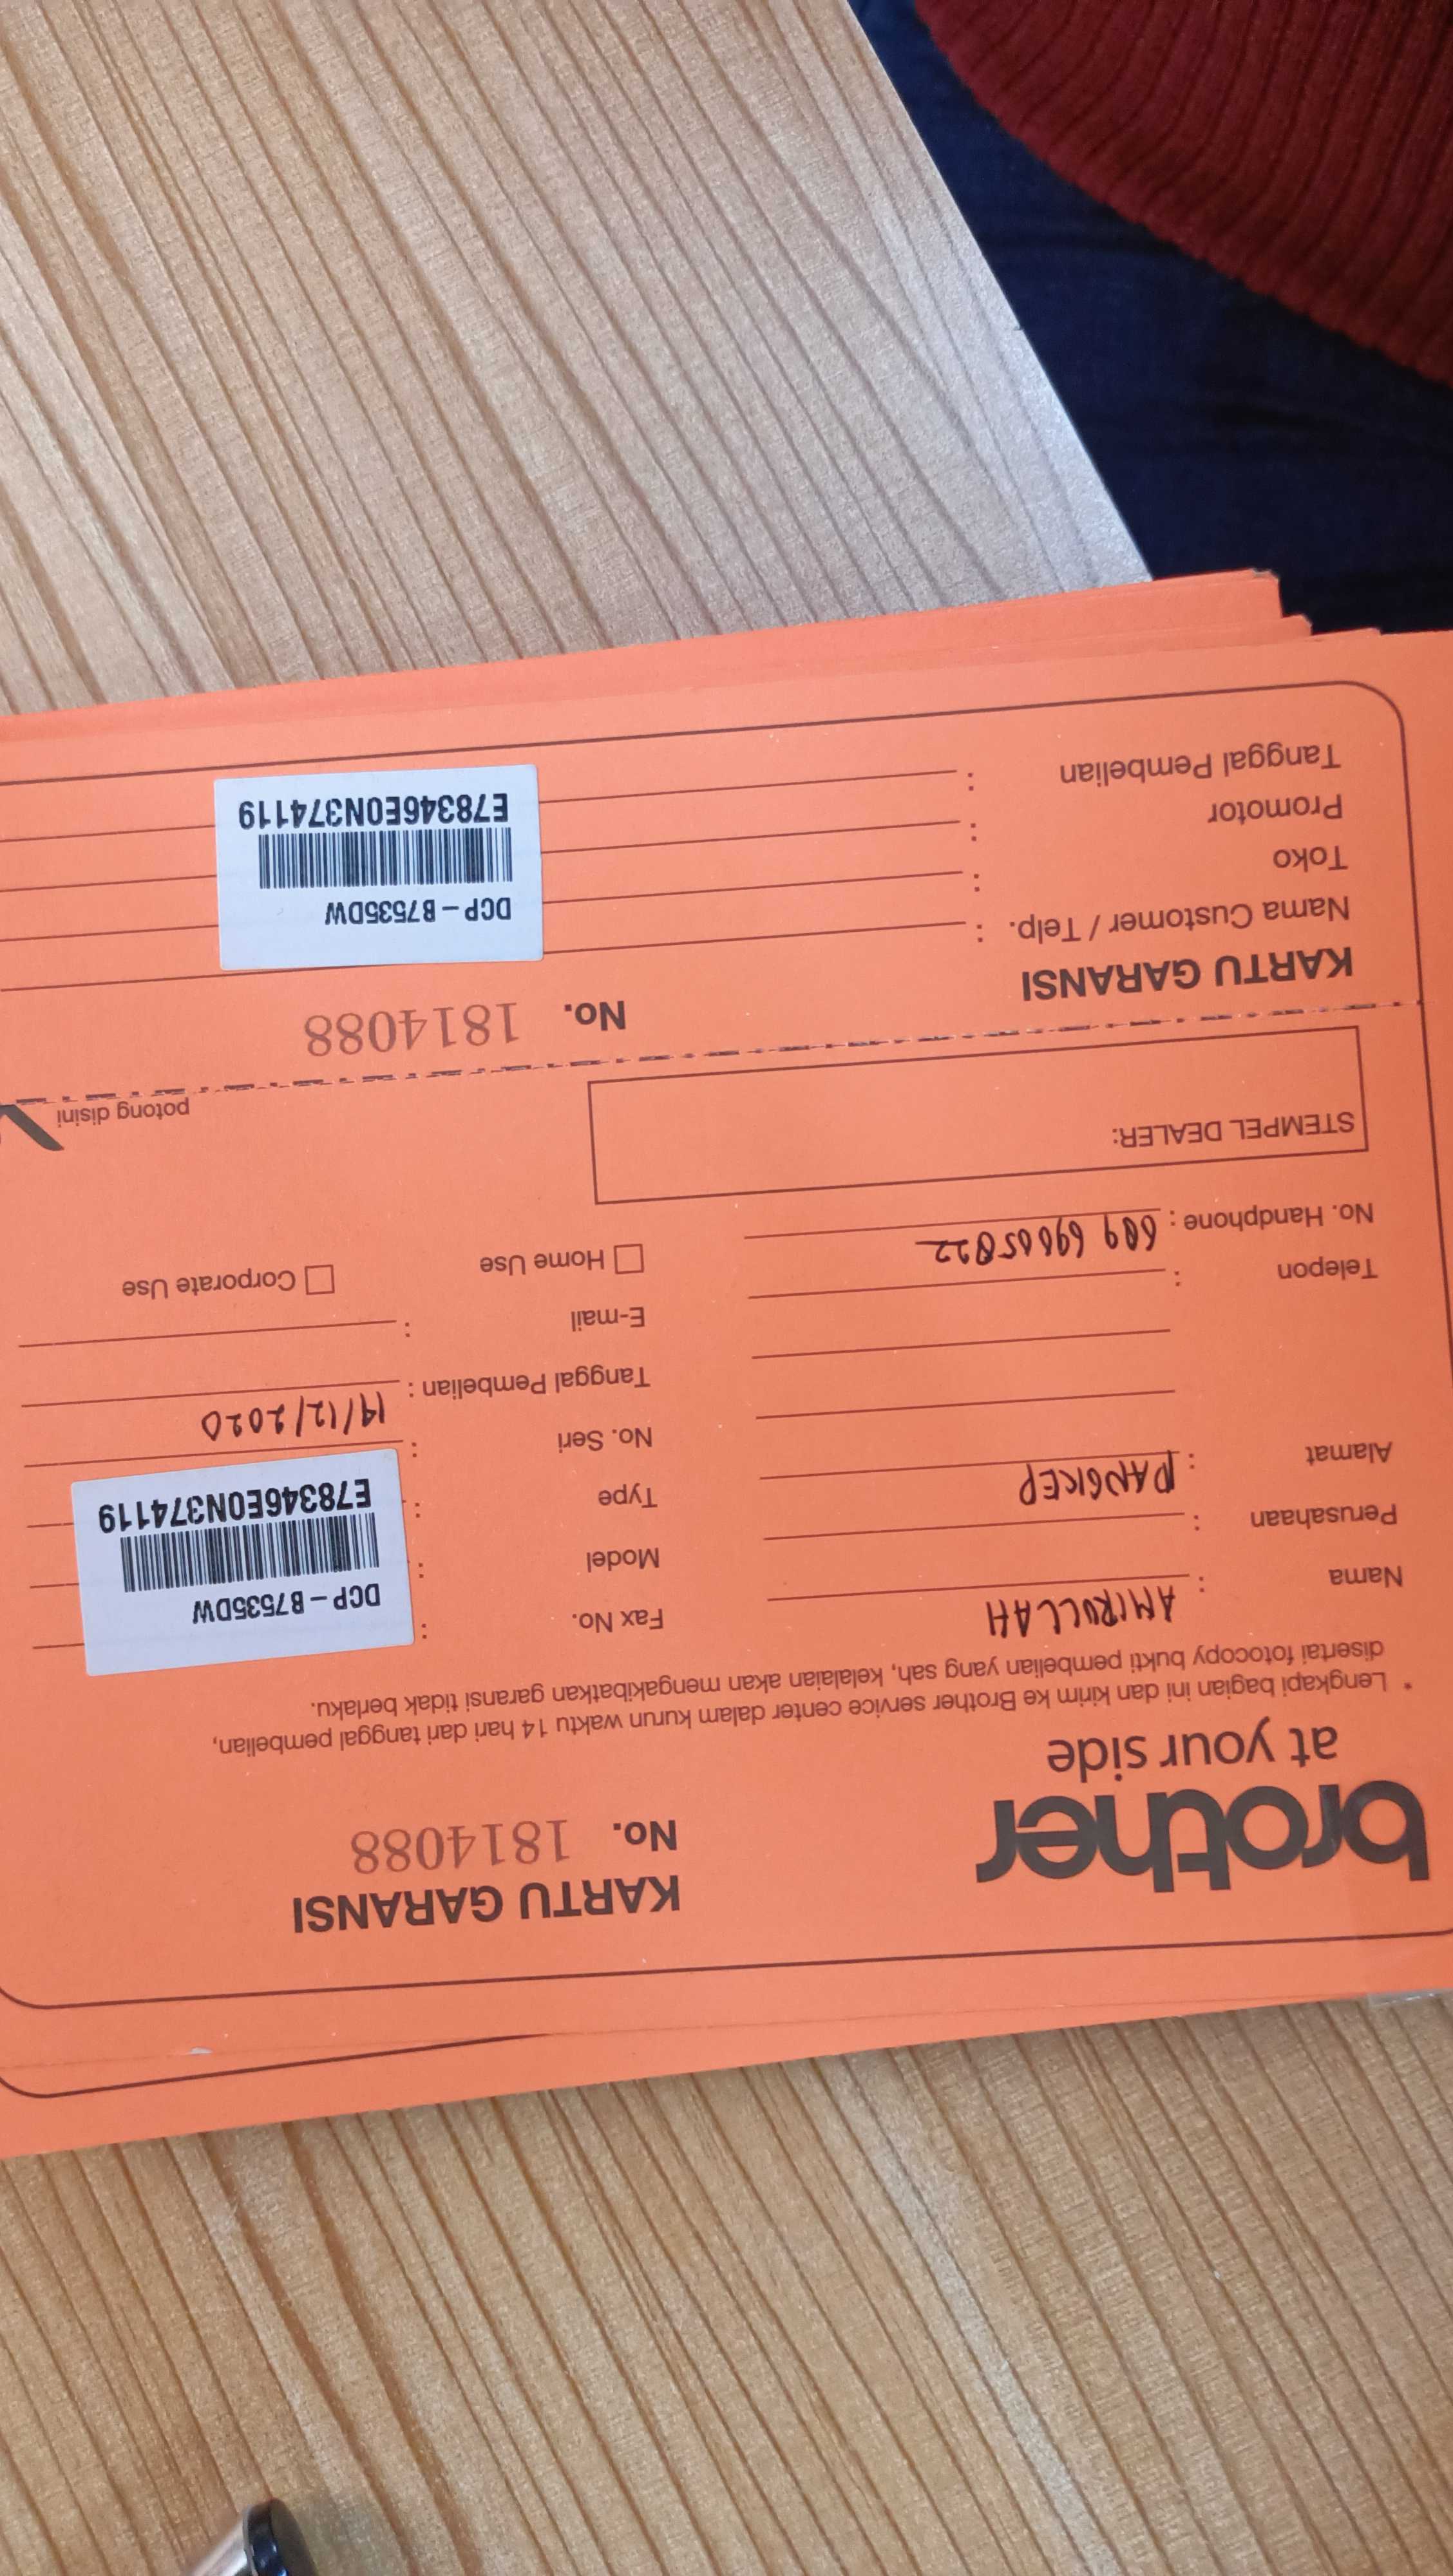 brother
at your side
KARTU GARANSI
No. 1814088
* Lengkapi bagian ini dan kirim ke Brother service center dalam kurun waktu 14 hari dari tanggal pembelian,
disertai fotocopy bukti pembelian yang sah, kelalaian akan mengakibatkan garansi tidak berlaku.
Nama : AMIRULLAH
Perusahaan :
Alamat : PANGKEP
Telepon :
No. Handphone :
STEMPEL DEALER:
Fax No. :
Model :
Type :
No. Seri :
DCP - B7535DW
E78346E0N374119
Tanggal Pembelian : 19/12/2020
E-mail :
Home Use
Corporate Use
potong disini
KARTU GARANSI
No. 1814088
Nama Customer / Telp. :
Toko :
Promotor :
Tanggal Pembelian :
DCP - B7535DW
E78346E0N374119